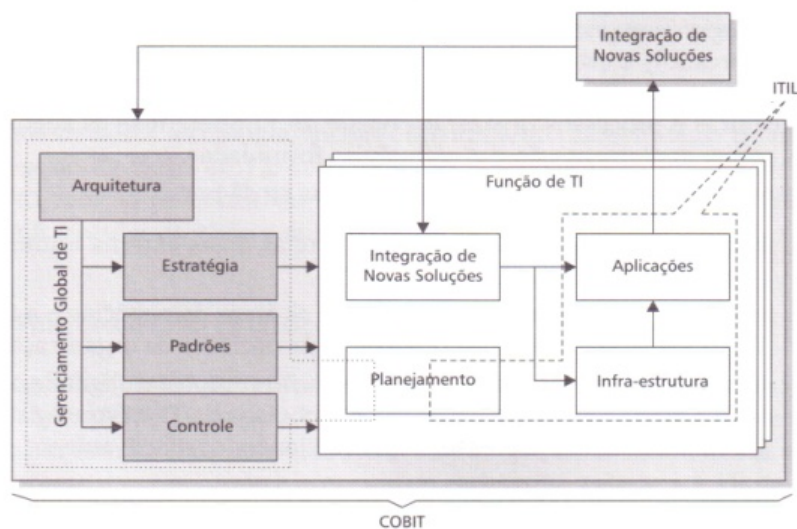 Integração de
Novas Soluções
ITIL
Função de TI
Arquitetura
Gerenciamento Global de TI
Estratégia
Integração de
Novas Soluções
Aplicações
Padrões
Planejamento
Infra-estrutura
Controle
COBIT